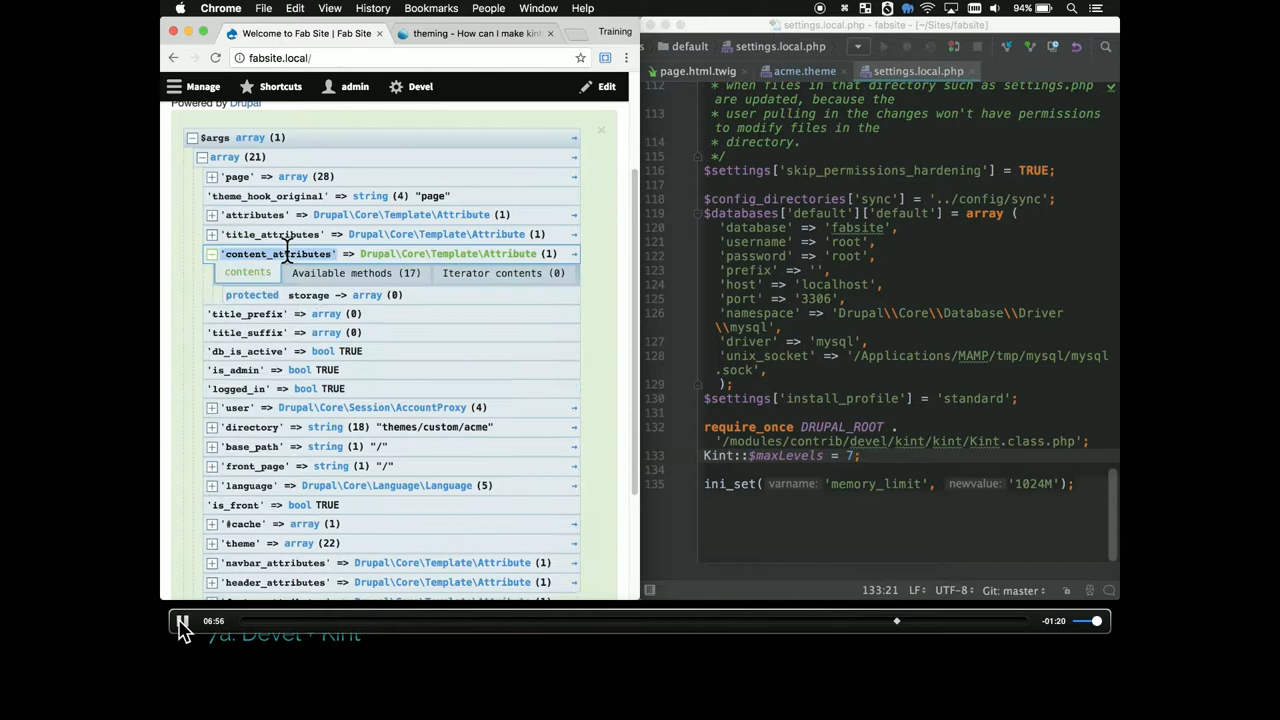 Chrome File Edit View History Bookmarks People Window Help 94%
Welcome to Fab Site | Fab Site
theming - How can I make kint
Training
fabsite.local/
Manage Shortcuts admin Devel Edit
Powered by Drupal
$args array (1)
array (21)
'page' => array (28)
'theme_hook_original' => string (4) "page"
'attributes' => Drupal\Core\Template\Attribute (1)
'title_attributes' => Drupal\Core\Template\Attribute (1)
'content_attributes' => Drupal\Core\Template\Attribute (1)
contents Available methods (17) Iterator contents (0)
protected storage -> array (0)
'title_prefix' => array (0)
'title_suffix' => array (0)
'db_is_active' => bool TRUE
'is_admin' => bool TRUE
'logged_in' => bool TRUE
'user' => Drupal\Core\Session\AccountProxy (4)
'directory' => string (18) "themes/custom/acme"
'base_path' => string (1) "/"
'front_page' => string (1) "/"
'language' => Drupal\Core\Language\Language (5)
'is_front' => bool TRUE
'#cache' => array (1)
'theme' => array (22)
'navbar_attributes' => Drupal\Core\Template\Attribute (1)
'header_attributes' => Drupal\Core\Template\Attribute (1)
settings.local.php - fabsite - [~/Sites/fabsite]
default settings.local.php
page.html.twig acme.theme settings.local.php
112 * when files in that directory such as settings.php
are updated, because the
113 * user pulling in the changes won't have permissions
to modify files in the
114 * directory.
115 */
116 $settings['skip_permissions_hardening'] = TRUE;
117
118 $config_directories['sync'] = '../config/sync';
119 $databases['default']['default'] = array (
120 'database' => 'fabsite',
121 'username' => 'root',
122 'password' => 'root',
123 'prefix' => '',
124 'host' => 'localhost',
125 'port' => '3306',
126 'namespace' => 'Drupal\\Core\\Database\\Driver
\\mysql',
127 'driver' => 'mysql',
128 'unix_socket' => '/Applications/MAMP/tmp/mysql/mysql
.sock',
129 );
130 $settings['install_profile'] = 'standard';
131
132 require_once DRUPAL_ROOT .
'/modules/contrib/devel/kint/kint/Kint.class.php';
133 Kint::$maxLevels = 7;
134
135 ini_set( varname: 'memory_limit', newvalue: '1024M');
133:21 LF÷ UTF-8÷ Git: master÷
06:56 -01:20
7a. Devel + Kint